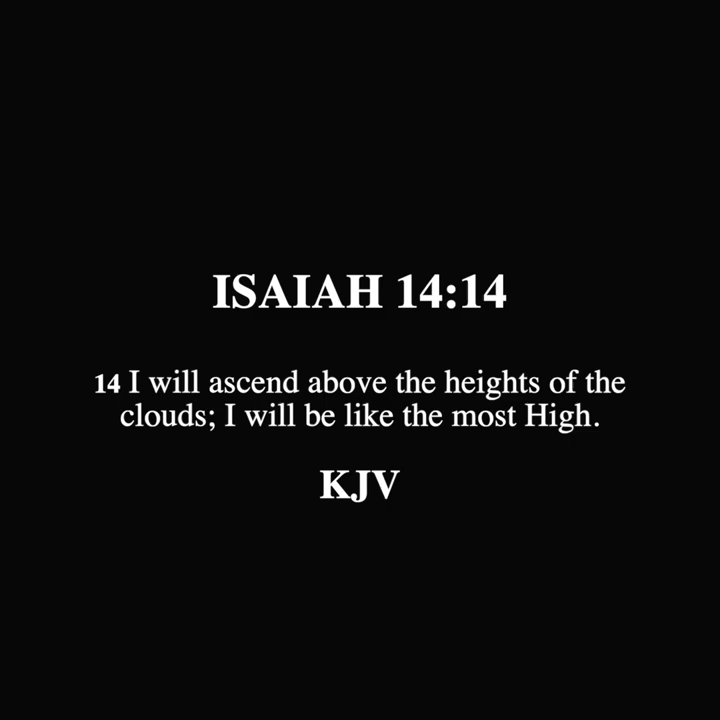 ISAIAH 14:14
14 I will ascend above the heights of the
clouds; I will be like the most High.
KJV